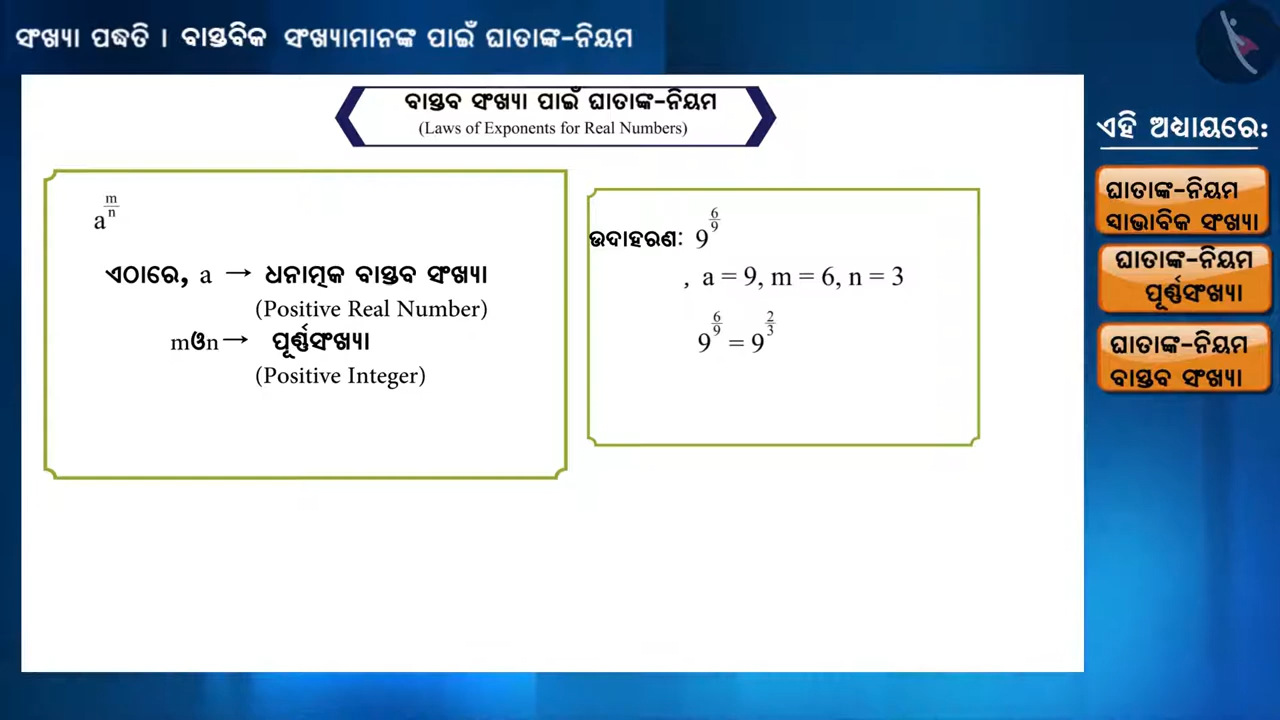 ସଂଖ୍ୟା ପଦ୍ଧତି । ବାସ୍ତବିକ ସଂଖ୍ୟାମାନଙ୍କ ପାଇଁ ଘାତାଙ୍କ-ନିୟମ
ବାସ୍ତବ ସଂଖ୍ୟା ପାଇଁ ଘାତାଙ୍କ-ନିୟମ
(Laws of Exponents for Real Numbers)
a^(m/n)
ଏଠାରେ, a → ଧନାତ୍ମକ ବାସ୍ତବ ସଂଖ୍ୟା
(Positive Real Number)
mଓn→ ପୂର୍ଣ୍ଣସଂଖ୍ୟା
(Positive Integer)
ଉଦାହରଣ: 9^(6/9)
, a = 9, m = 6, n = 3
9^(6/9) = 9^(2/3)
ଏହି ଅଧ୍ୟାୟରେ:
ଘାତାଙ୍କ-ନିୟମ
ସାଭାବିକ ସଂଖ୍ୟା
ଘାତାଙ୍କ-ନିୟମ
ପୂର୍ଣ୍ଣସଂଖ୍ୟା
ଘାତାଙ୍କ-ନିୟମ
ବାସ୍ତବ ସଂଖ୍ୟା